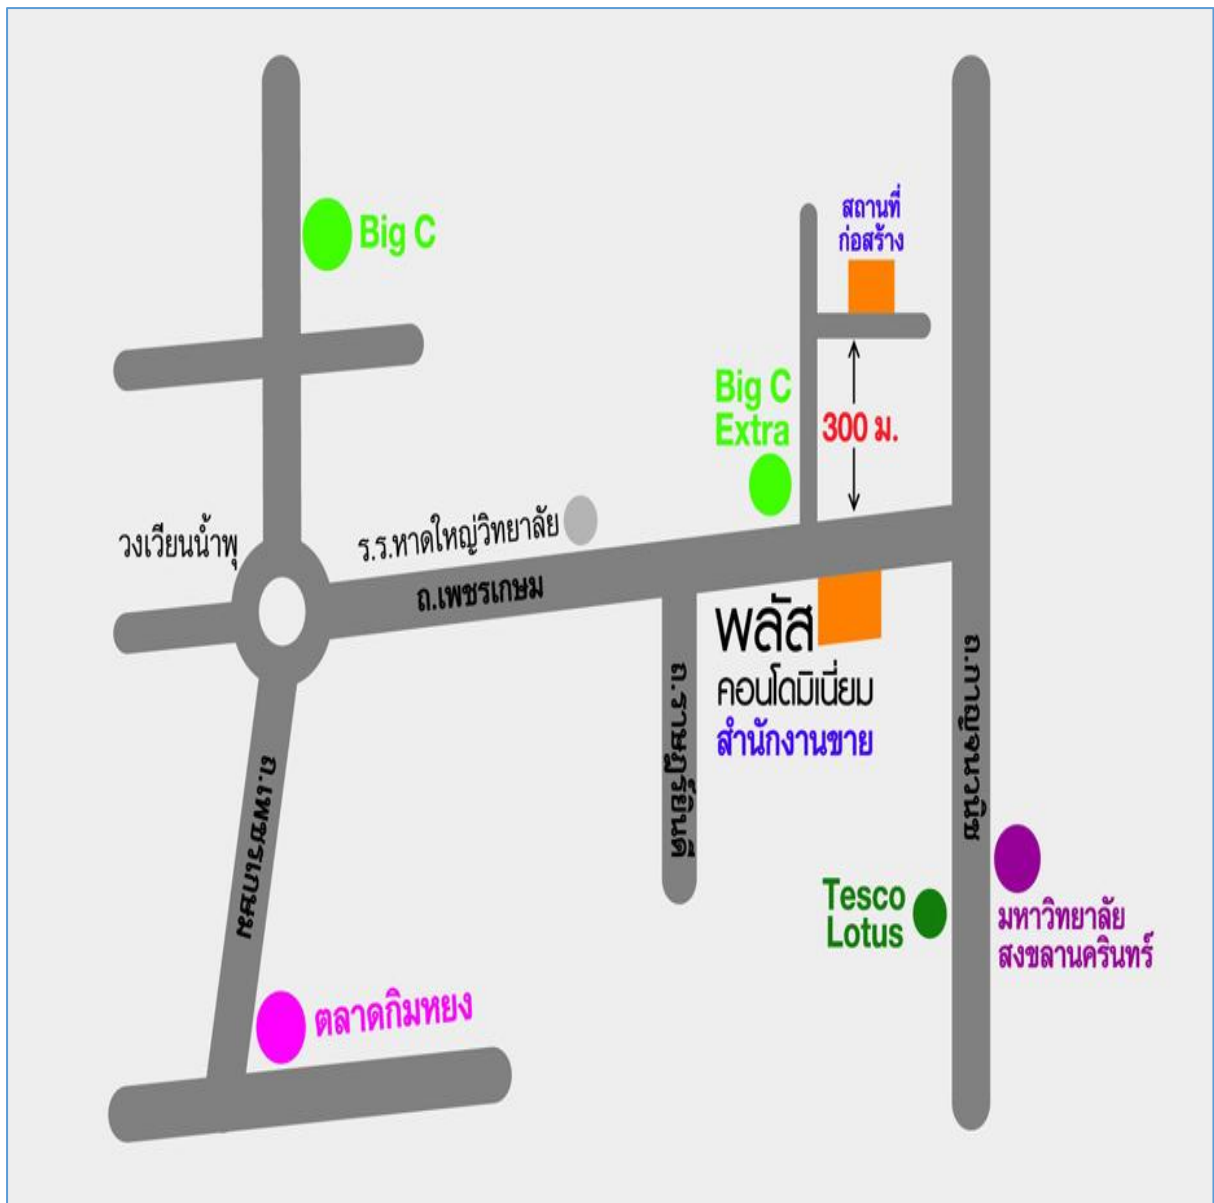 สถานที่
ก่อสร้าง
Big C
Big C
Extra
300 ม.
วงเวียนน้ำพุ
ร.ร.หาดใหญ่วิทยาลัย
ถ.เพชรเกษม
พลัส
คอนโดมิเนี่ยม
สำนักงานขาย
ถ.ราษฎร์ยินดี
ถ.กาญจนวนิช
ถ.เพชรเกษม
Tesco
Lotus
มหาวิทยาลัย
สงขลานครินทร์
ตลาดกิมหยง